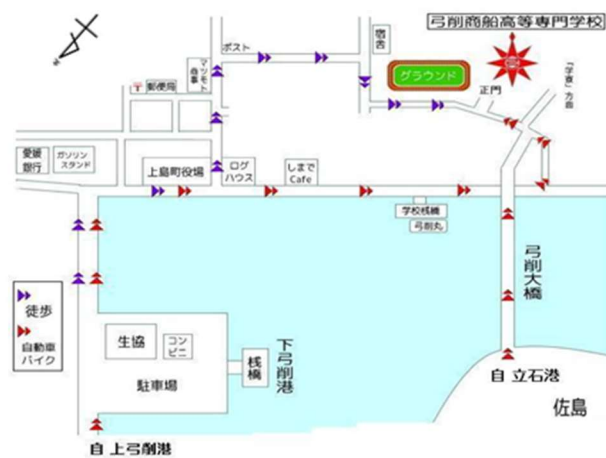 弓削商船高等専門学校
ポスト
宿舎
マツモト
商事
〒郵便局
グラウンド
正門
「学寮」方面
愛媛
銀行
ガソリン
スタンド
上島町役場
ログ
ハウス
しまで
Cafe
学校桟橋
弓削丸
弓削大橋
徒歩
自動車
バイク
生協
コン
ビニ
桟橋
下弓削港
駐車場
自 立石港
佐島
自 上弓削港